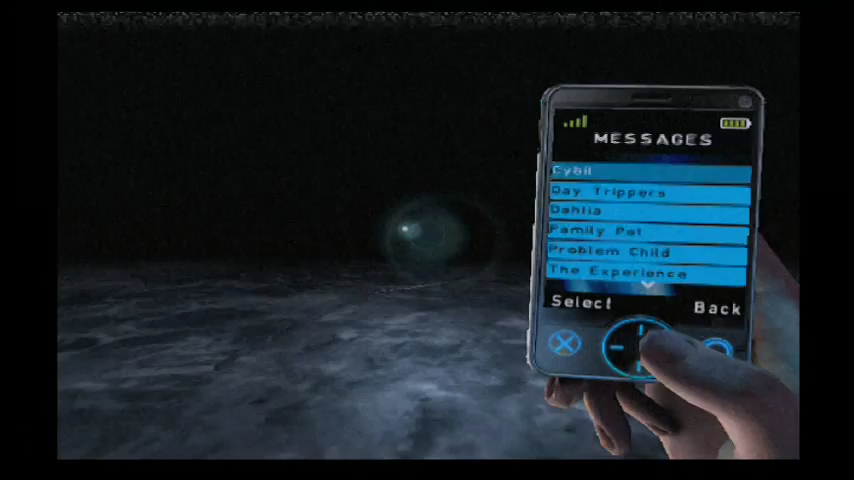 MESSAGES
Cybil
Day Trippers
Dahlia
Family Pet
Problem Child
The Experience
Select
Back